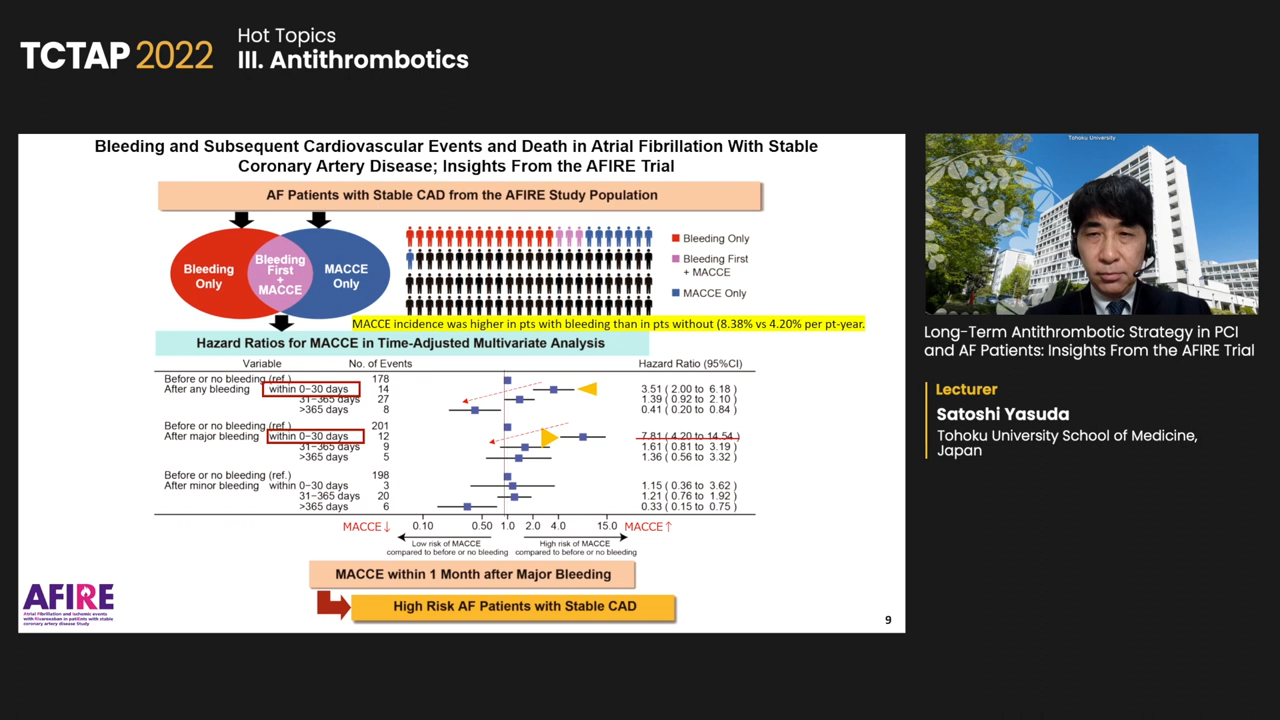 TCTAP 2022
Hot Topics
III. Antithrombotics
Bleeding and Subsequent Cardiovascular Events and Death in Atrial Fibrillation With Stable
Coronary Artery Disease; Insights From the AFIRE Trial
AF Patients with Stable CAD from the AFIRE Study Population
Bleeding
Only
Bleeding
First
+
MACCE
MACCE
Only
Bleeding Only
Bleeding First
+ MACCE
MACCE Only
MACCE incidence was higher in pts with bleeding than in pts without (8.38% vs 4.20% per pt-year.
Hazard Ratios for MACCE in Time-Adjusted Multivariate Analysis
Variable No. of Events Hazard Ratio (95%CI)
Before or no bleeding (ref.) 178
After any bleeding within 0−30 days 14 3.51 ( 2.00 to 6.18 )
31−365 days 27 1.39 ( 0.92 to 2.10 )
>365 days 8 0.41 ( 0.20 to 0.84 )
Before or no bleeding (ref.) 201
After major bleeding within 0−30 days 12 7.81 ( 4.20 to 14.54 )
31−365 days 9 1.61 ( 0.81 to 3.19 )
>365 days 5 1.36 ( 0.56 to 3.32 )
Before or no bleeding (ref.) 198
After minor bleeding within 0−30 days 3 1.15 ( 0.36 to 3.62 )
31−365 days 20 1.21 ( 0.76 to 1.92 )
>365 days 6 0.33 ( 0.15 to 0.75 )
MACCE↓ 0.10 0.50 1.0 2.0 4.0 15.0 MACCE↑
Low risk of MACCE
compared to before or no bleeding
High risk of MACCE
compared to before or no bleeding
MACCE within 1 Month after Major Bleeding
High Risk AF Patients with Stable CAD
AFIRE
Atrial Fibrillation and Ischemic events
with Rivaroxaban in patiEnts with stable
coronary artery disease Study
9
Tohoku University
Long-Term Antithrombotic Strategy in PCI
and AF Patients: Insights From the AFIRE Trial
Lecturer
Satoshi Yasuda
Tohoku University School of Medicine,
Japan